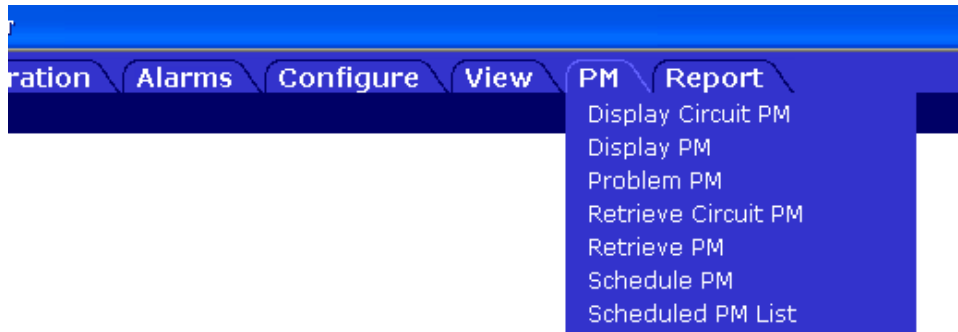 ration Alarms Configure View PM Report
Display Circuit PM
Display PM
Problem PM
Retrieve Circuit PM
Retrieve PM
Schedule PM
Scheduled PM List